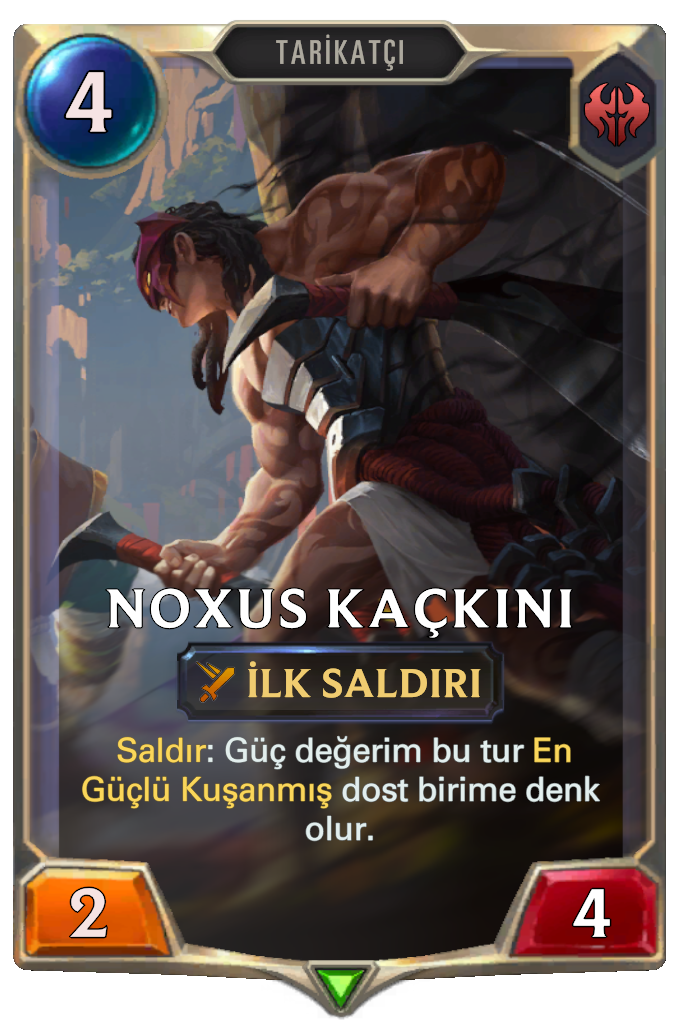 TARİKATÇI
4
NOXUS KAÇKINI
İLK SALDIRI
Saldır: Güç değerim bu tur En
Güçlü Kuşanmış dost birime denk
olur.
2
4